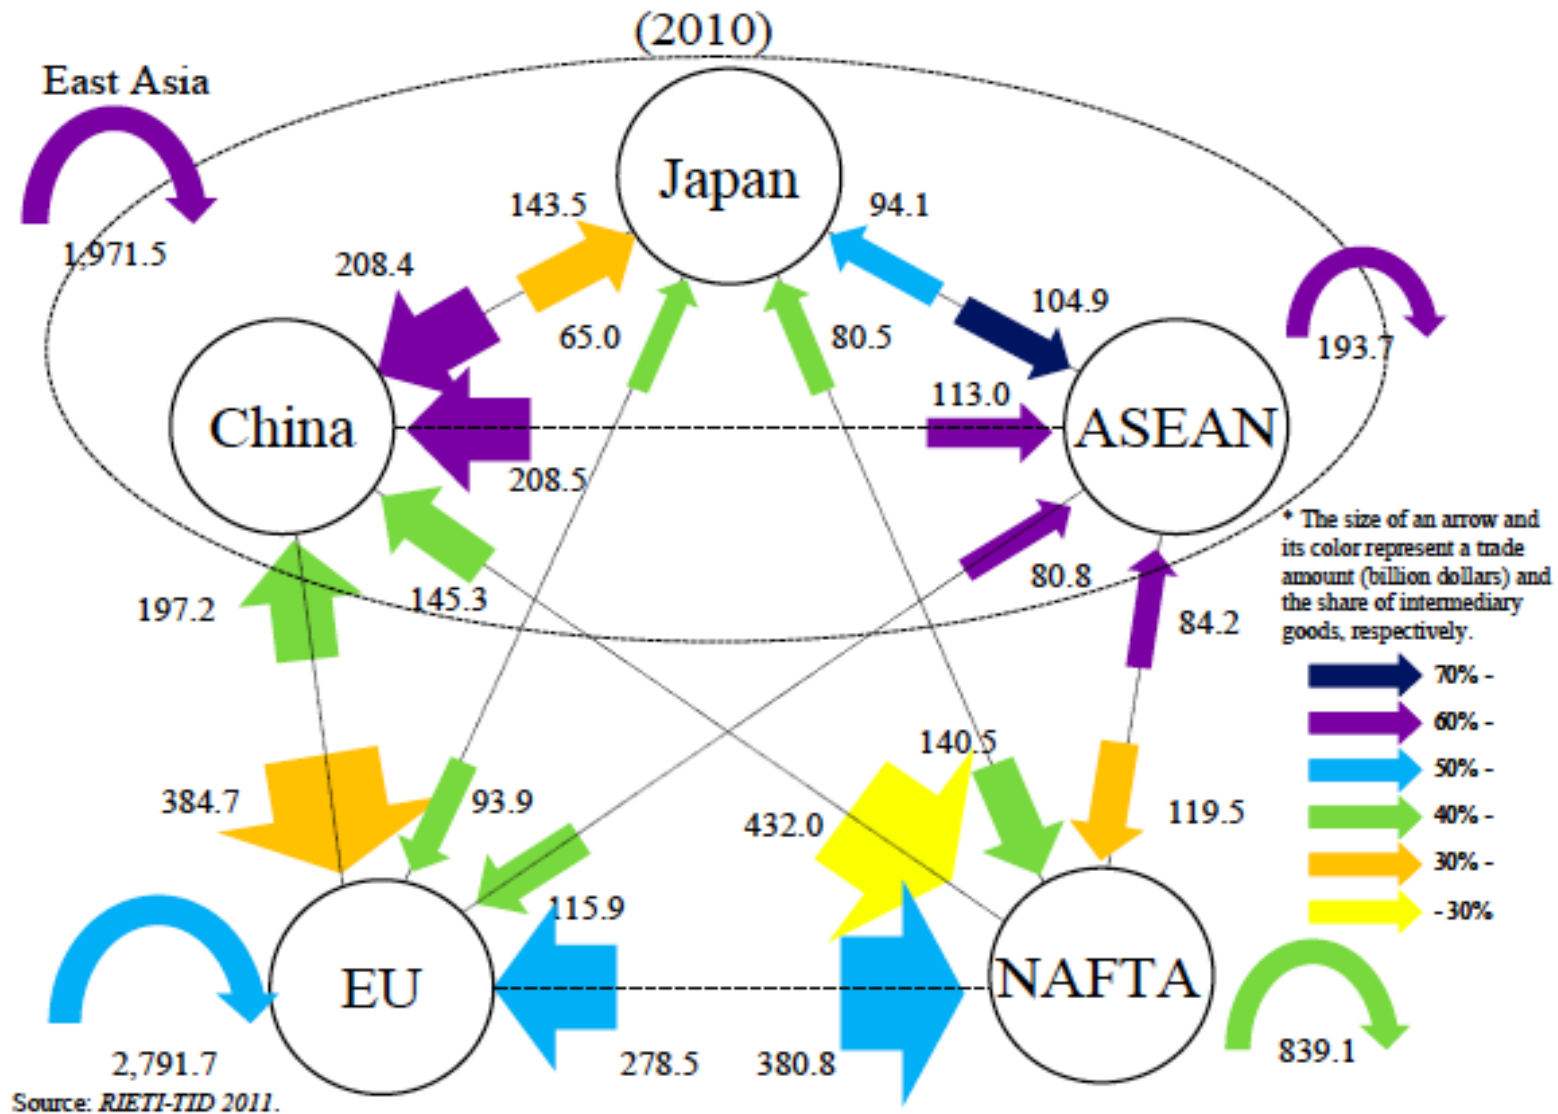 (2010)
East Asia
Japan
143.5
94.1
1,971.5
208.4
104.9
65.0
80.5
193.7
113.0
China
ASEAN
208.5
* The size of an arrow and
its color represent a trade
amount (billion dollars) and
the share of intermediary
goods, respectively.
80.8
145.3
197.2
84.2
70% -
60% -
140.5
50% -
384.7
93.9
432.0
119.5
40% -
30% -
115.9
-30%
EU
NAFTA
2,791.7
278.5
380.8
839.1
Source: RIETI-TID 2011.